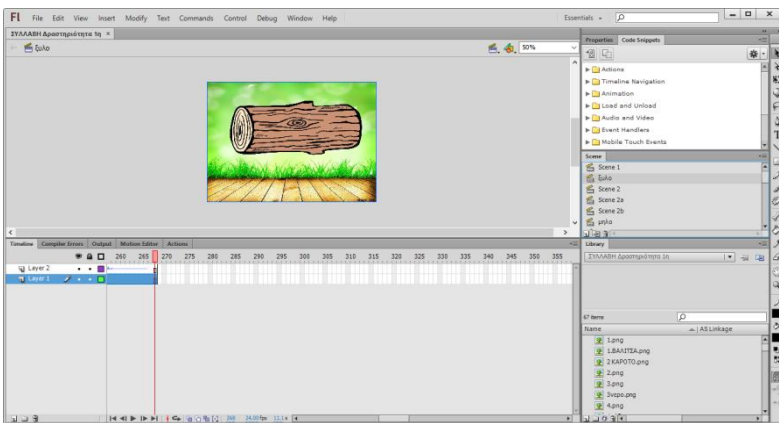 Fl File Edit View Insert Modify Text Commands Control Debug Window Help Essentials
ΣΥΛΛΑΒΗ Δραστηριότητα 1η ×
ξυλο 50%
Properties Code Snippets
Actions
Timeline Navigation
Animation
Load and Unload
Audio and Video
Event Handlers
Mobile Touch Events
Scene
Scene 1
ξυλο
Scene 2
Scene 2a
Scene 2b
μηλο
Timeline Compiler Errors Output Motion Editor Actions
260 265 270 275 280 285 290 295 300 305 310 315 320 325 330 335 340 345 350 355
Layer 2
Layer 1
268 24.00 fps 11.1 s
Library
ΣΥΛΛΑΒΗ Δραστηριότητα 1η
67 items
Name AS Linkage
1.png
1.ΒΑΛΙΤΣΑ.png
2 ΚΑΡΟΤΟ.png
2.png
3.png
3νερο.png
4.png